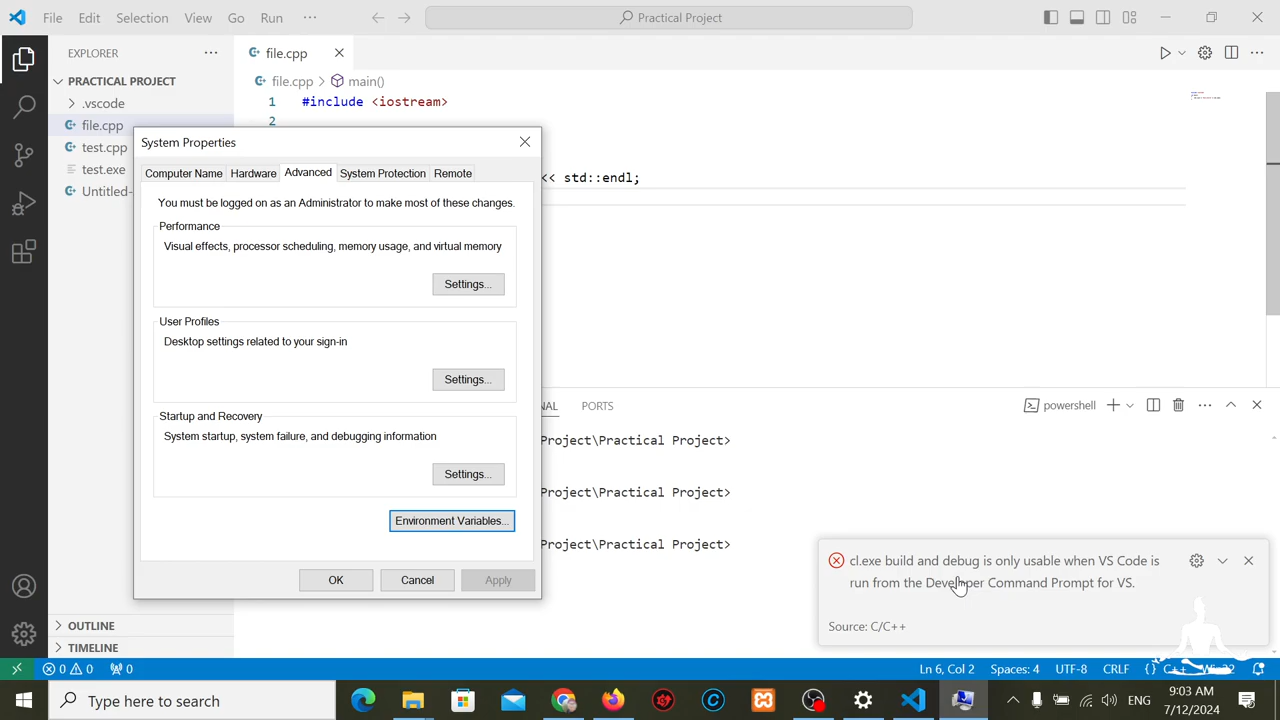 File Edit Selection View Go Run ··· Practical Project
EXPLORER ···
PRACTICAL PROJECT
.vscode
file.cpp
test.cpp
test.exe
Untitled-
file.cpp
file.cpp > main()
1 #include <iostream>
2
<< std::endl;
System Properties
Computer Name Hardware Advanced System Protection Remote
You must be logged on as an Administrator to make most of these changes.
Performance
Visual effects, processor scheduling, memory usage, and virtual memory
Settings...
User Profiles
Desktop settings related to your sign-in
Settings...
Startup and Recovery
System startup, system failure, and debugging information
Settings...
Environment Variables...
OK Cancel Apply
NAL PORTS
powershell
Project\Practical Project>
Project\Practical Project>
Project\Practical Project>
cl.exe build and debug is only usable when VS Code is
run from the Developer Command Prompt for VS.
Source: C/C++
OUTLINE
TIMELINE
0 0 0 Ln 6, Col 2 Spaces: 4 UTF-8 CRLF {} C++ Win32
Type here to search
ENG
9:03 AM
7/12/2024